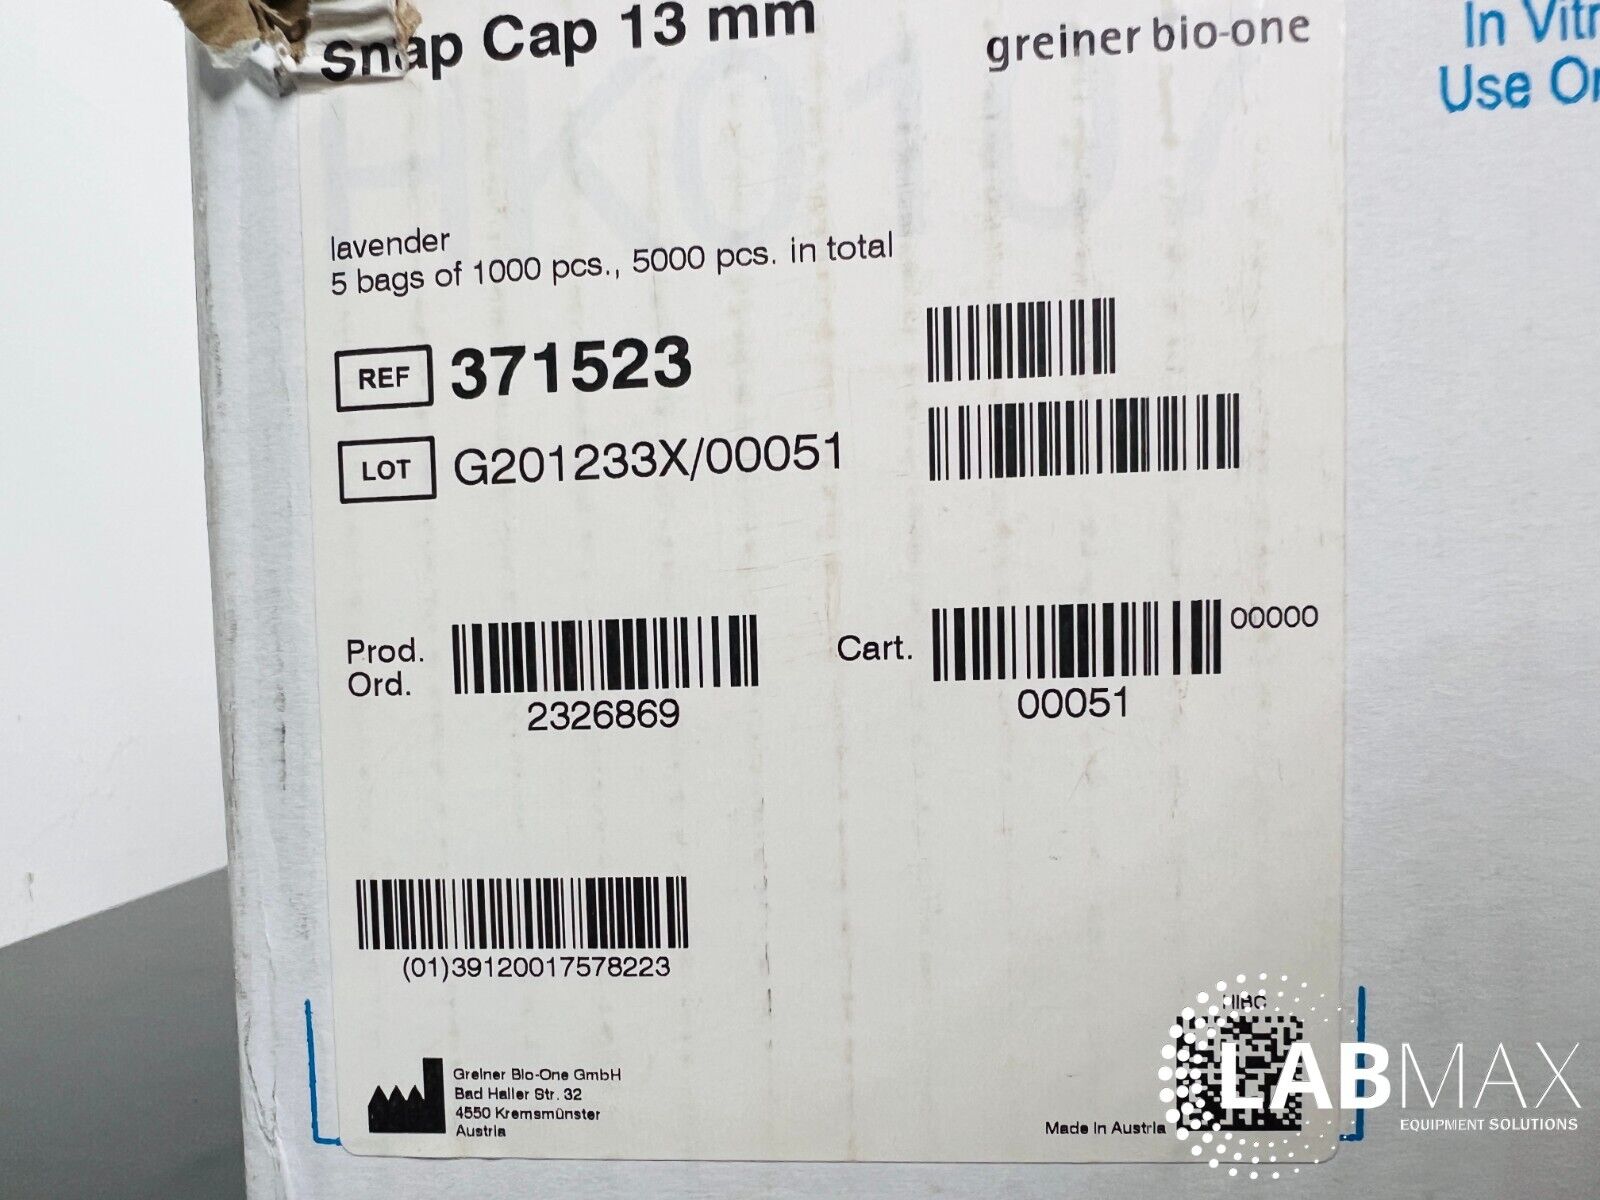 Snap Cap 13 mm
greiner bio-one
In Vitr
Use On
HK0107
lavender
5 bags of 1000 pcs., 5000 pcs. in total
REF 371523
LOT G201233X/00051
Prod. Ord. 2326869
Cart. 00000
00051
(01)39120017578223
HIBC
Greiner Bio-One GmbH
Bad Haller Str. 32
4550 Kremsmünster
Austria
Made in Austria
LABMAX
EQUIPMENT SOLUTIONS